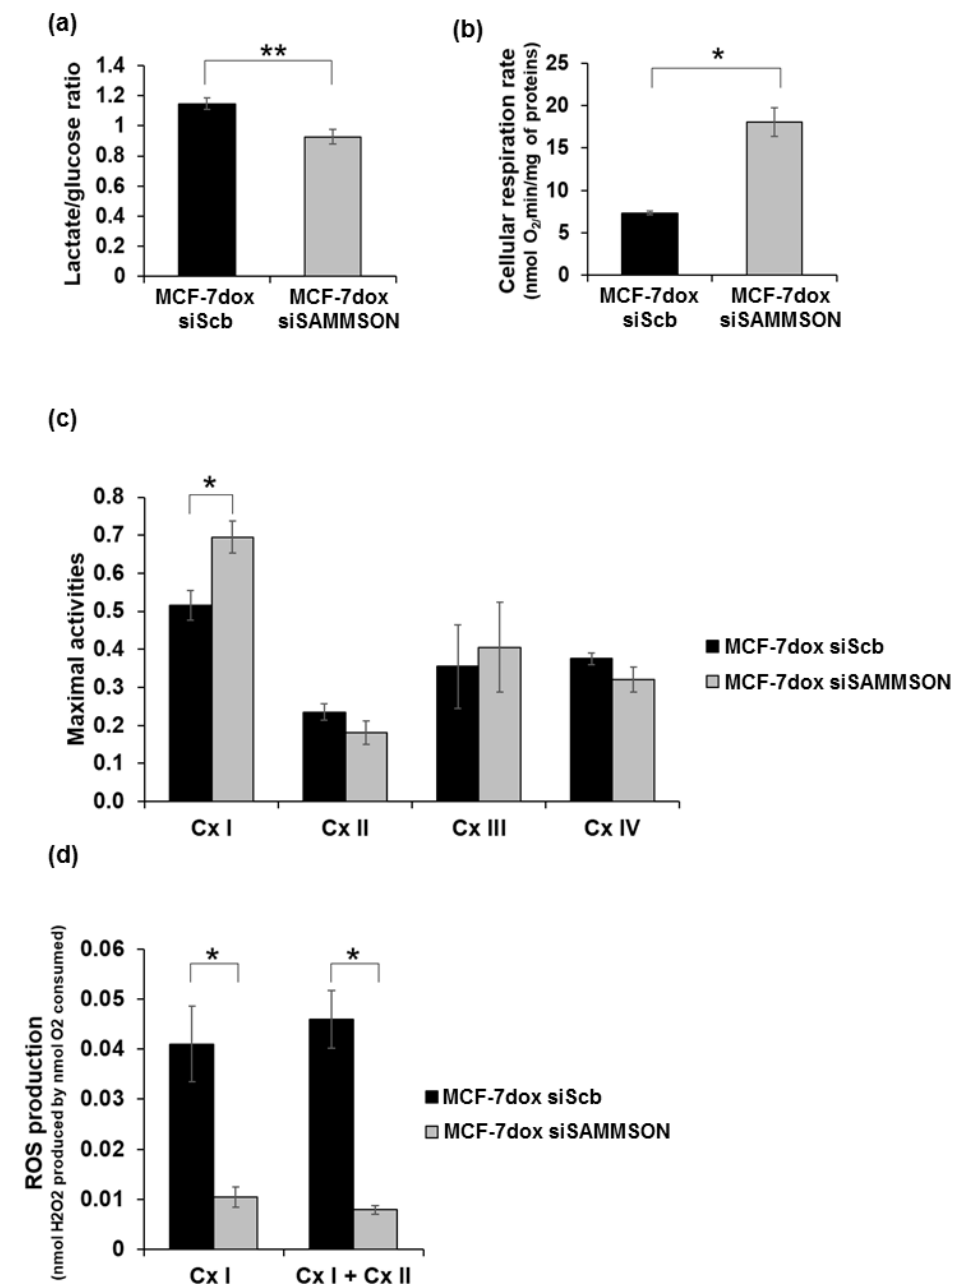 (a)
**
Lactate/glucose ratio
1.4
1.2
1
0.8
0.6
0.4
0.2
0
MCF-7dox
siScb
MCF-7dox
siSAMMSON
(b)
*
Cellular respiration rate
(nmol O2/min/mg of proteins)
25
20
15
10
5
0
MCF-7dox
siScb
MCF-7dox
siSAMMSON
(c)
*
Maximal activities
0.8
0.7
0.6
0.5
0.4
0.3
0.2
0.1
0.0
Cx I
Cx II
Cx III
Cx IV
MCF-7dox siScb
MCF-7dox siSAMMSON
(d)
*
*
ROS production
(nmol H2O2 produced by nmol O2 consumed)
0.06
0.05
0.04
0.03
0.02
0.01
0
Cx I
Cx I + Cx II
MCF-7dox siScb
MCF-7dox siSAMMSON